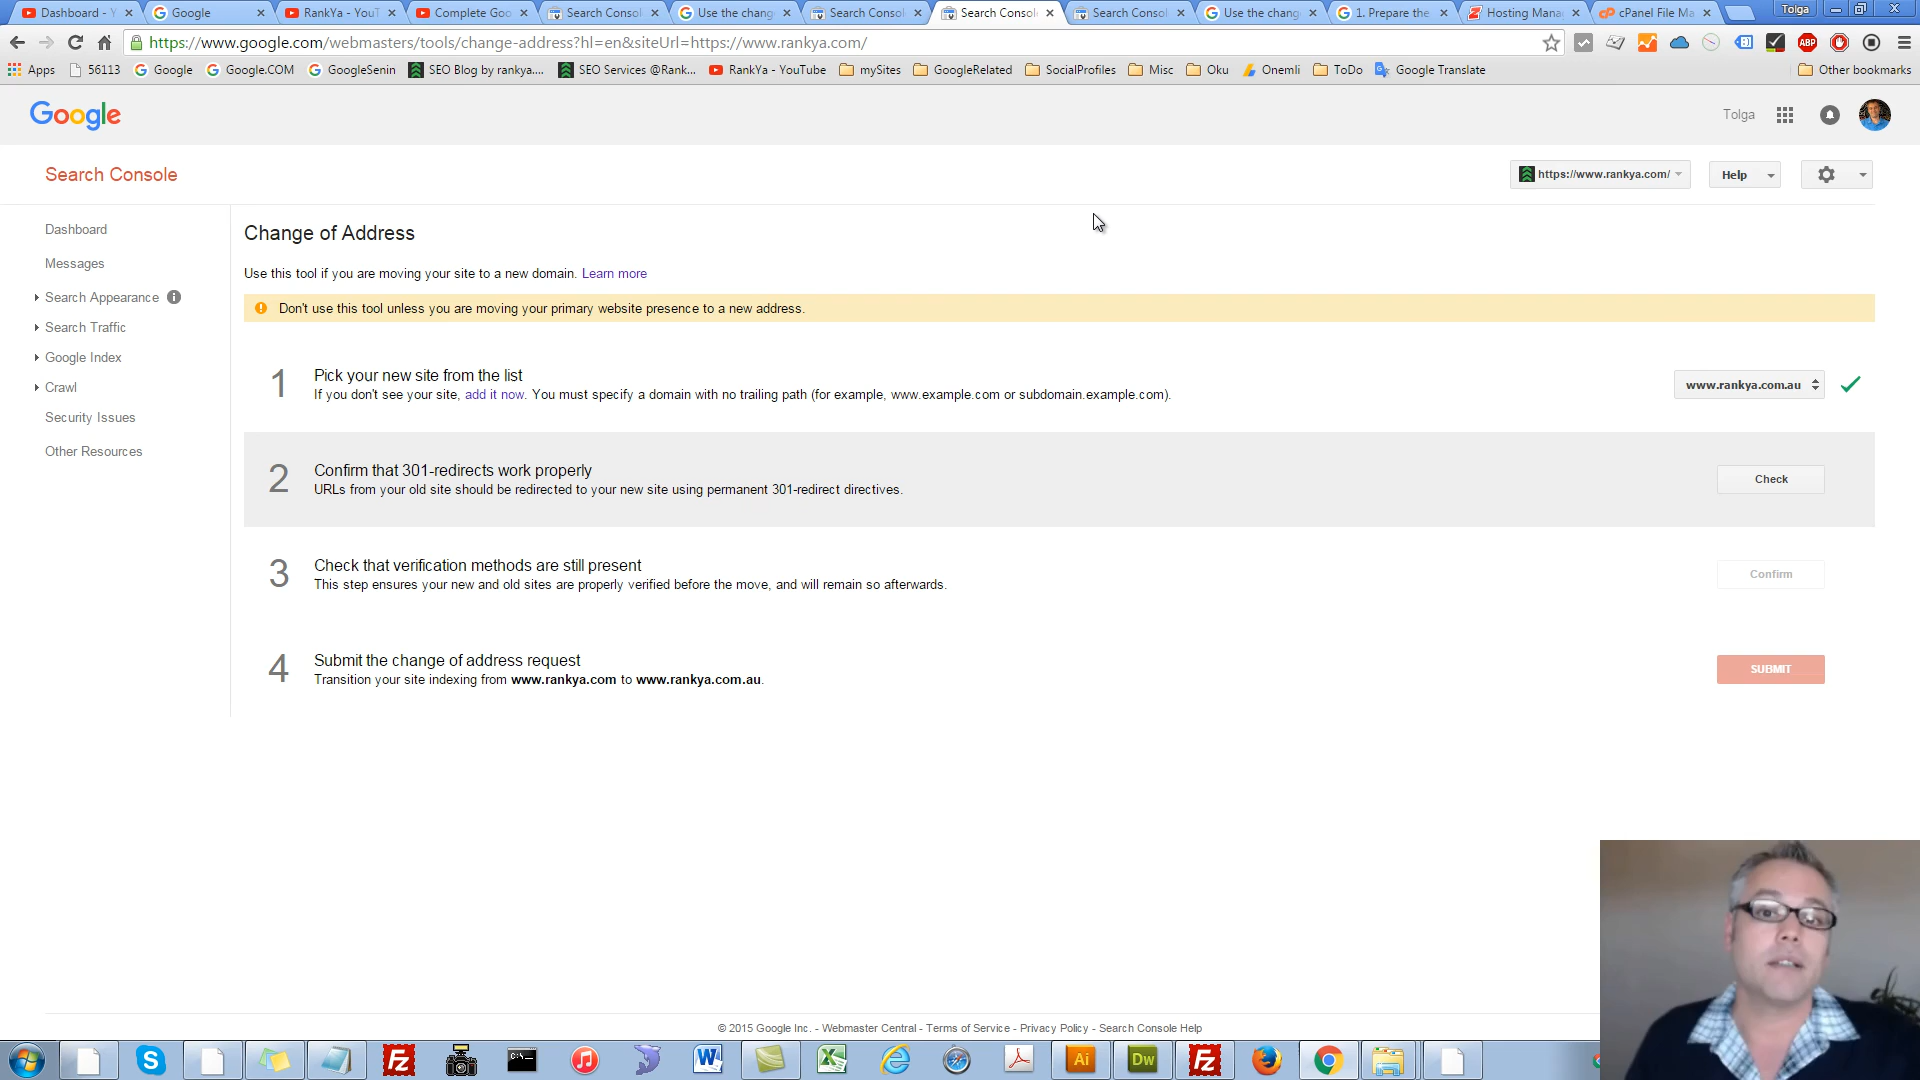 Dashboard - Y
Google
RankYa - YouT
Complete Goo
Search Consol
Use the chang
Search Consol
Search Consol
Search Consol
Use the chang
1. Prepare the
Hosting Mana
cPanel File Ma
Tolga
https://www.google.com/webmasters/tools/change-address?hl=en&siteUrl=https://www.rankya.com/
ABP
Apps
56113
Google
Google.COM
GoogleSenin
SEO Blog by rankya....
SEO Services @Rank...
RankYa - YouTube
mySites
GoogleRelated
SocialProfiles
Misc
Oku
Onemli
ToDo
Google Translate
Other bookmarks
Google
Tolga
Search Console
https://www.rankya.com/
Help
Dashboard
Messages
Search Appearance
Search Traffic
Google Index
Crawl
Security Issues
Other Resources
Change of Address
Use this tool if you are moving your site to a new domain. Learn more
Don't use this tool unless you are moving your primary website presence to a new address.
1
Pick your new site from the list
If you don't see your site, add it now. You must specify a domain with no trailing path (for example, www.example.com or subdomain.example.com).
www.rankya.com.au
2
Confirm that 301-redirects work properly
URLs from your old site should be redirected to your new site using permanent 301-redirect directives.
Check
3
Check that verification methods are still present
This step ensures your new and old sites are properly verified before the move, and will remain so afterwards.
Confirm
4
Submit the change of address request
Transition your site indexing from www.rankya.com to www.rankya.com.au.
SUBMIT
© 2015 Google Inc. - Webmaster Central - Terms of Service - Privacy Policy - Search Console Help
Fz
C:\
W
X
Ai
Dw
Fz